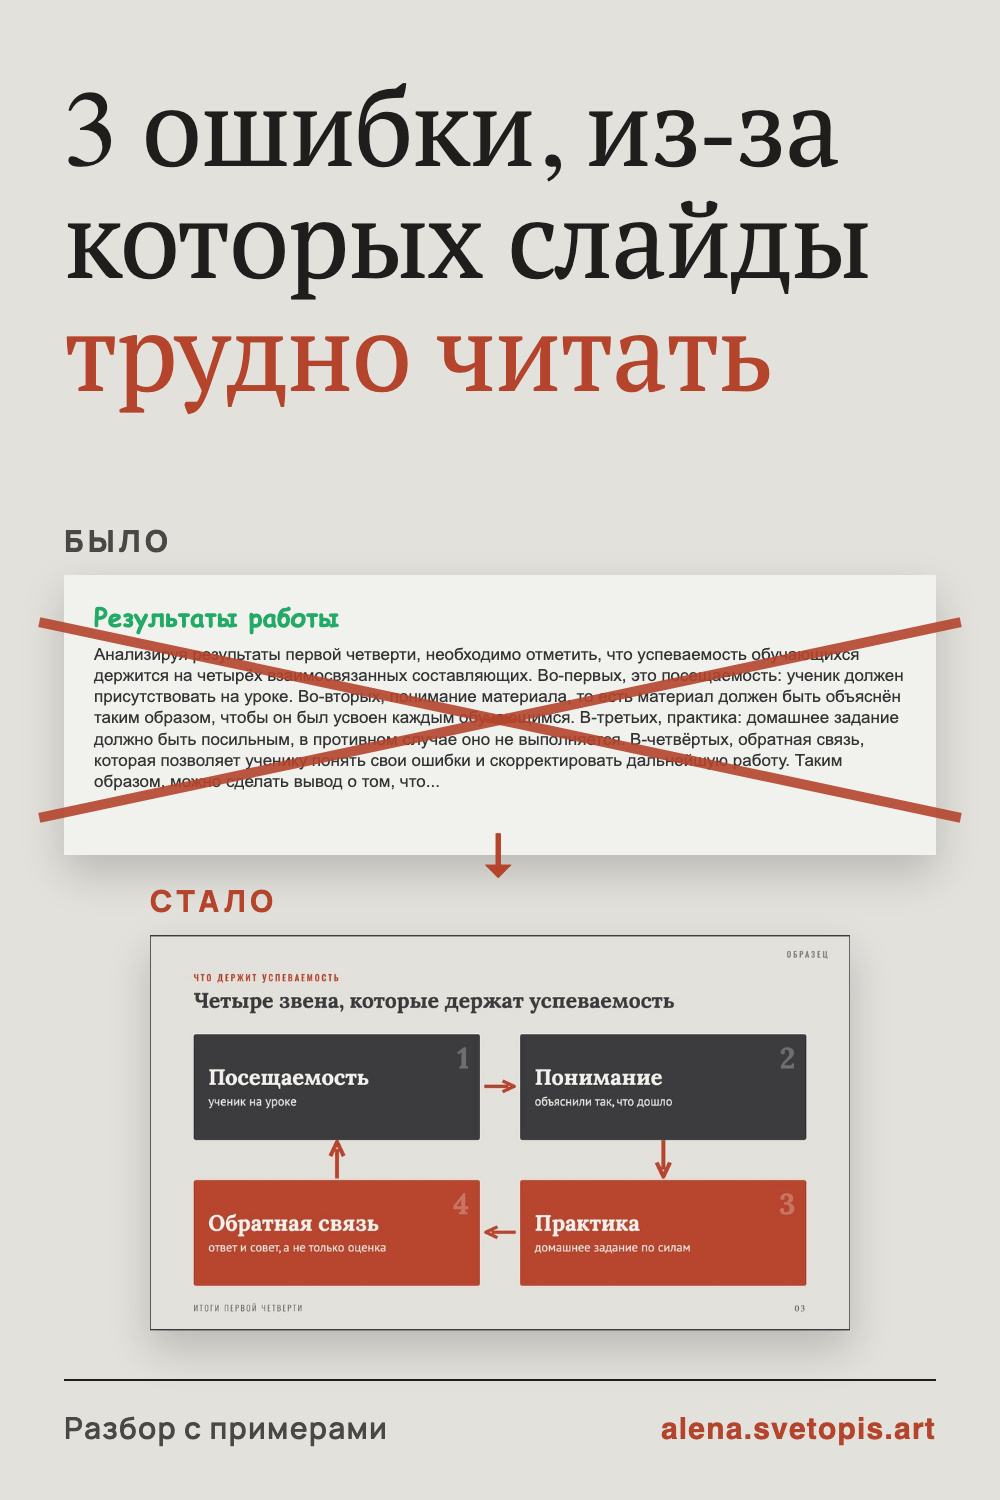 3 ошибки, из-за
которых слайды
трудно читать
БЫЛО
Результаты работы
Анализируя результаты первой четверти, необходимо отметить, что успеваемость обучающихся
держится на четырех взаимосвязанных составляющих. Во-первых, это посещаемость: ученик должен
присутствовать на уроке. Во-вторых, понимание материала, то есть материал должен быть объяснён
таким образом, чтобы он был усвоен каждым обучающимся. В-третьих, практика: домашнее задание
должно быть посильным, в противном случае оно не выполняется. В-четвёртых, обратная связь,
которая позволяет ученику понять свои ошибки и скорректировать дальнейшую работу. Таким
образом, можно сделать вывод о том, что...
СТАЛО
ОБРАЗЕЦ
ЧТО ДЕРЖИТ УСПЕВАЕМОСТЬ
Четыре звена, которые держат успеваемость
1
Посещаемость
ученик на уроке
2
Понимание
объяснили так, что дошло
4
Обратная связь
ответ и совет, а не только оценка
3
Практика
домашнее задание по силам
ИТОГИ ПЕРВОЙ ЧЕТВЕРТИ
03
Разбор с примерами
alena.svetopis.art